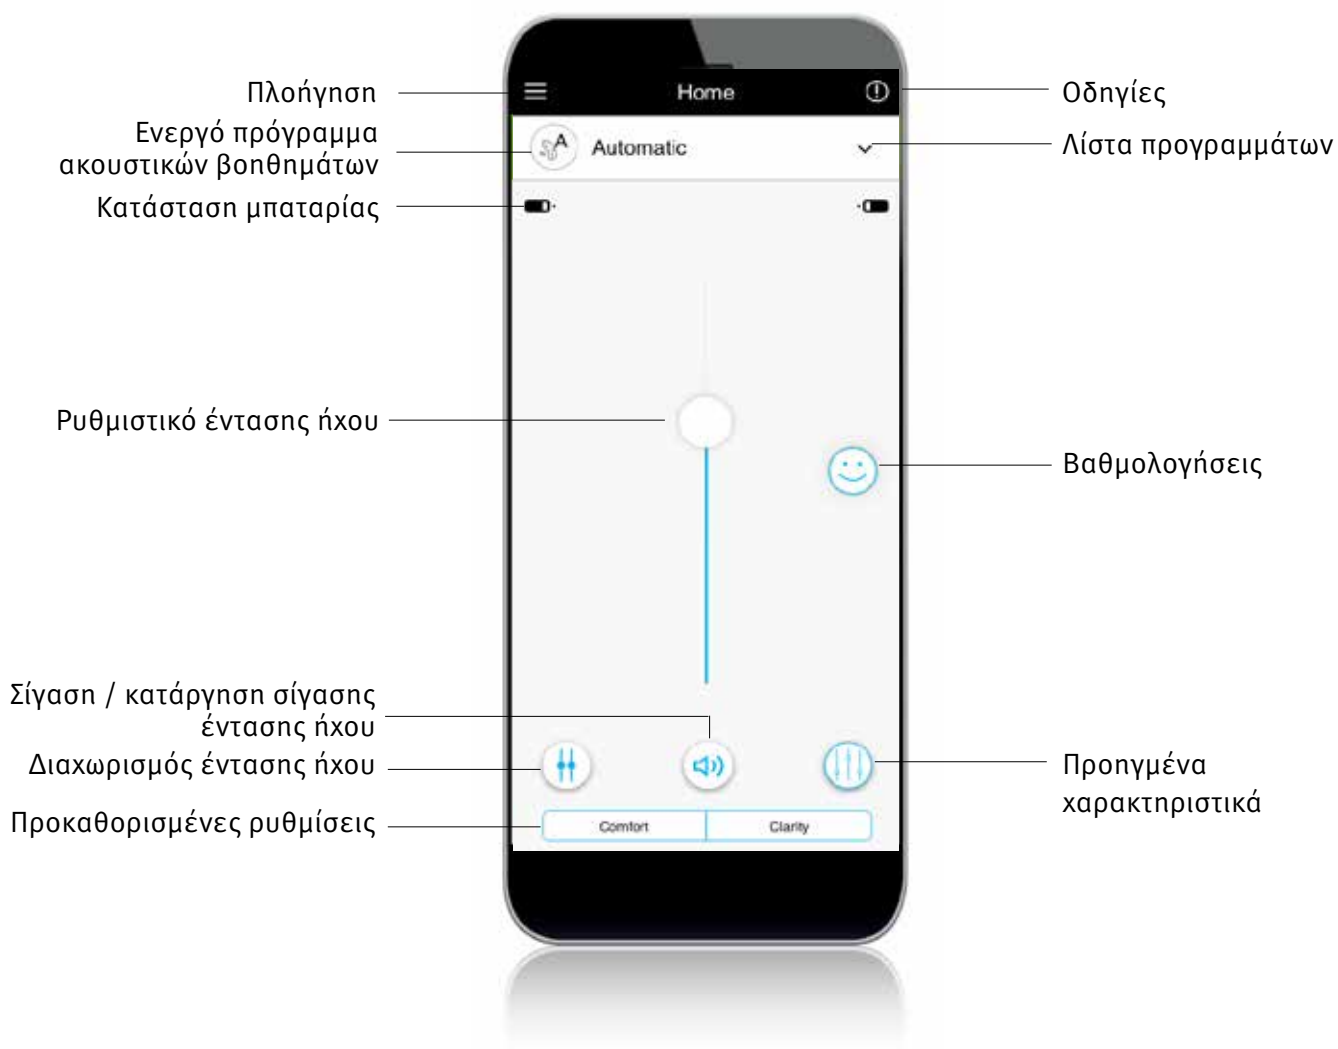 Πλοήγηση
Ενεργό πρόγραμμα
ακουστικών βοηθημάτων
Κατάσταση μπαταρίας
Ρυθμιστικό έντασης ήχου
Σίγαση / κατάργηση σίγασης
έντασης ήχου
Διαχωρισμός έντασης ήχου
Προκαθορισμένες ρυθμίσεις
Home
A Automatic
Comfort Clarity
Οδηγίες
Λίστα προγραμμάτων
Βαθμολογήσεις
Προηγμένα
χαρακτηριστικά